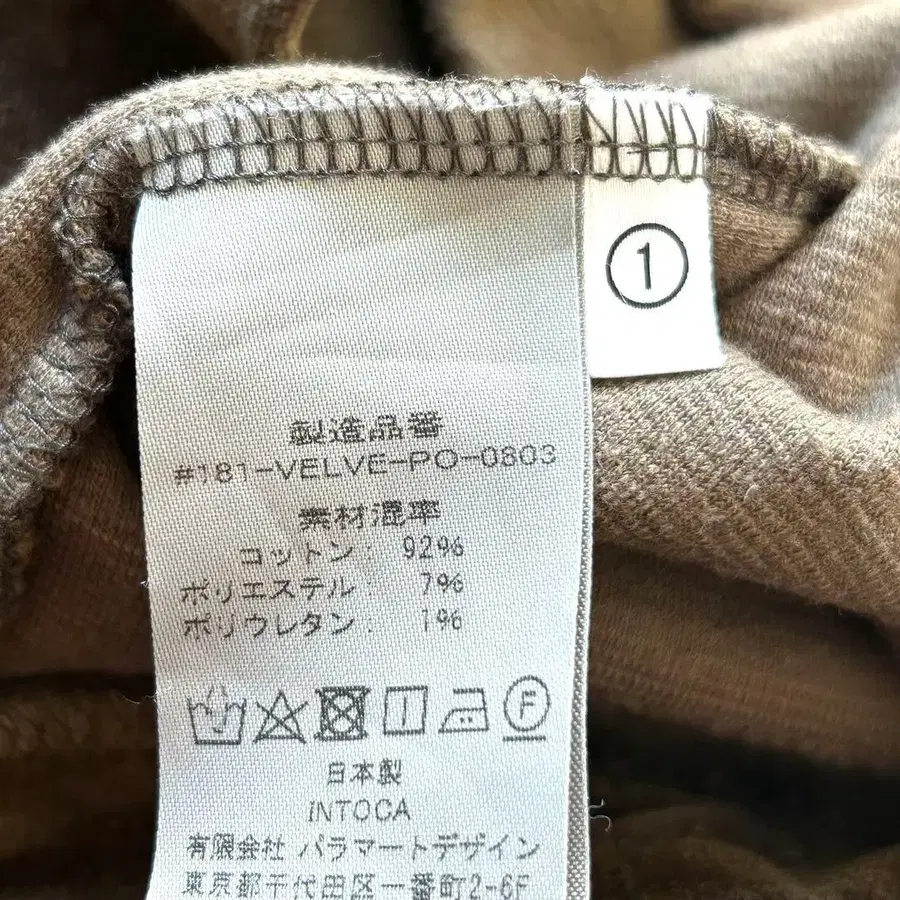 1
製造品番
#181-VELVE-PO-0803
素材混率
コットン: 92%
ポリエステル: 7%
ポリウレタン: 1%
F
日本製
INTOCA
有限会社 パラマートデザイン
東京都千代田区一番町2-6F